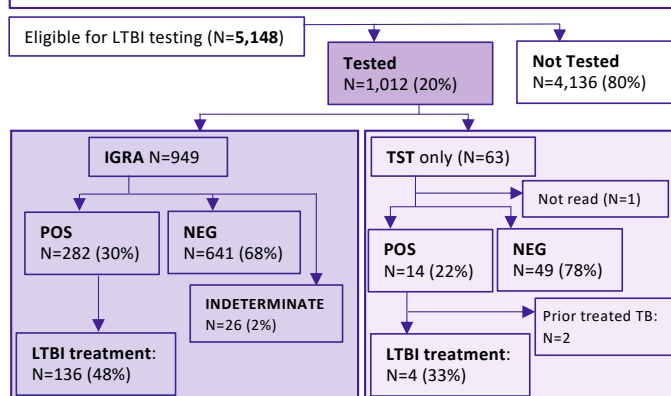 Eligible for LTBI testing (N=5,148)
Tested
N=1,012 (20%)
Not Tested
N=4,136 (80%)
IGRA N=949
POS
N=282 (30%)
NEG
N=641 (68%)
INDETERMINATE
N=26 (2%)
LTBI treatment:
N=136 (48%)
TST only (N=63)
Not read (N=1)
POS
N=14 (22%)
NEG
N=49 (78%)
Prior treated TB:
N=2
LTBI treatment:
N=4 (33%)